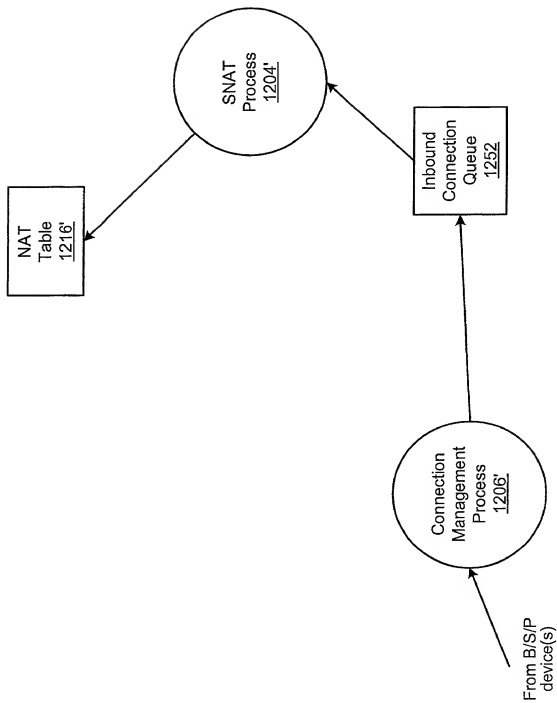 From B/S/P
device(s)
Connection
Management
Process
1206'
Inbound
Connection
Queue
1252
SNAT
Process
1204'
NAT
Table
1216'